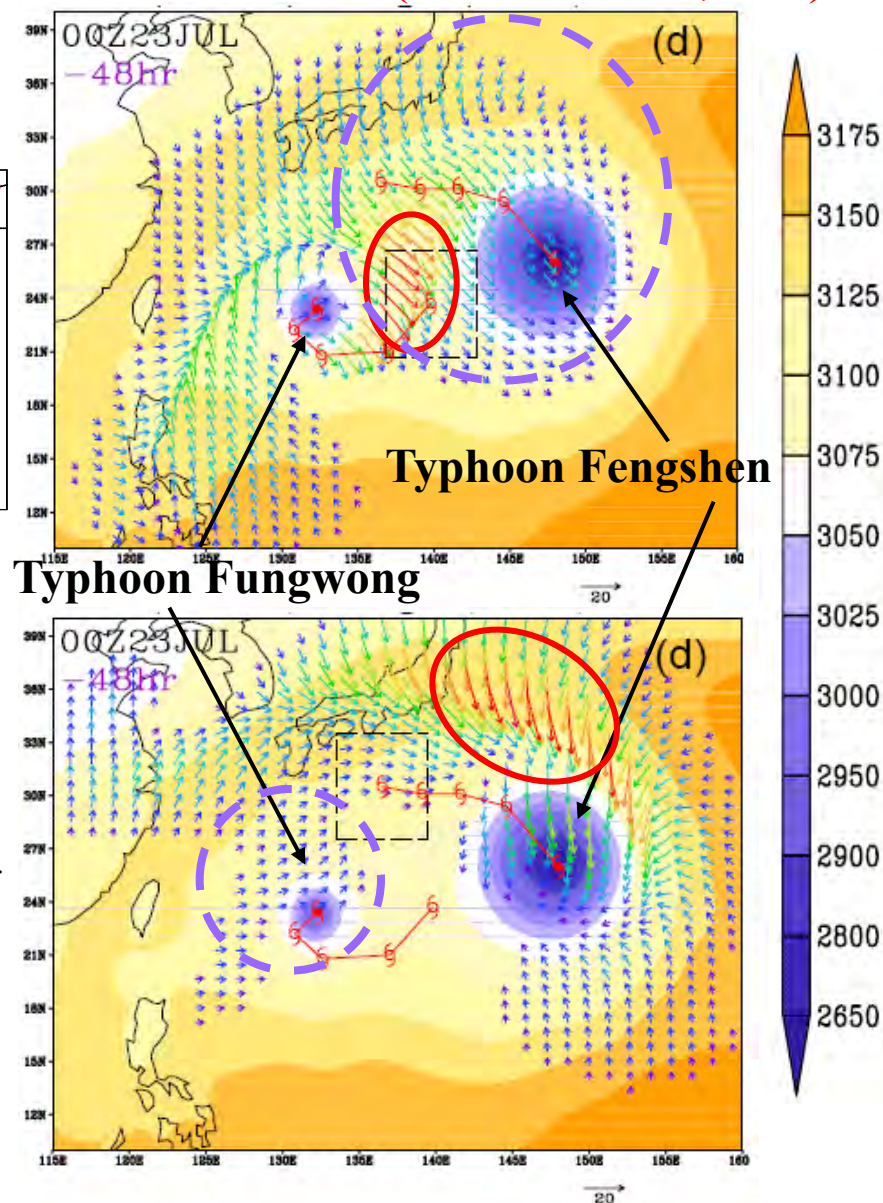 00Z23JUL
-48hr
(d)
39N
36N
33N
30N
27N
24N
21N
18N
15N
12N
115E 120E 125E 130E 135E 140E 145E 150E 155E 160
20
Typhoon Fengshen
Typhoon Fungwong
3175
3150
3125
3100
3075
3050
3025
3000
2950
2900
2800
2650
00Z23JUL
-48hr
(d)
39N
36N
33N
30N
27N
24N
21N
18N
15N
12N
115E 120E 125E 130E 135E 140E 145E 150E 155E 160
20